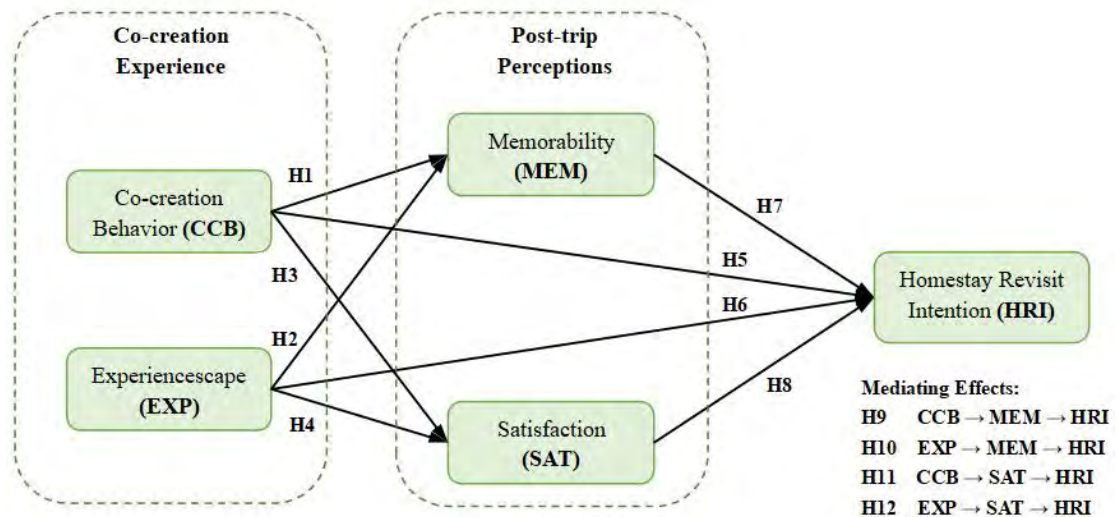 Co-creation
Experience
Post-trip
Perceptions
Memorability
(MEM)
H1
H7
Co-creation
Behavior (CCB)
H5
H3
Homestay Revisit
Intention (HRI)
H6
H2
Experiencescape
(EXP)
H4
H8
Satisfaction
(SAT)
Mediating Effects:
H9 CCB → MEM → HRI
H10 EXP → MEM → HRI
H11 CCB → SAT → HRI
H12 EXP → SAT → HRI